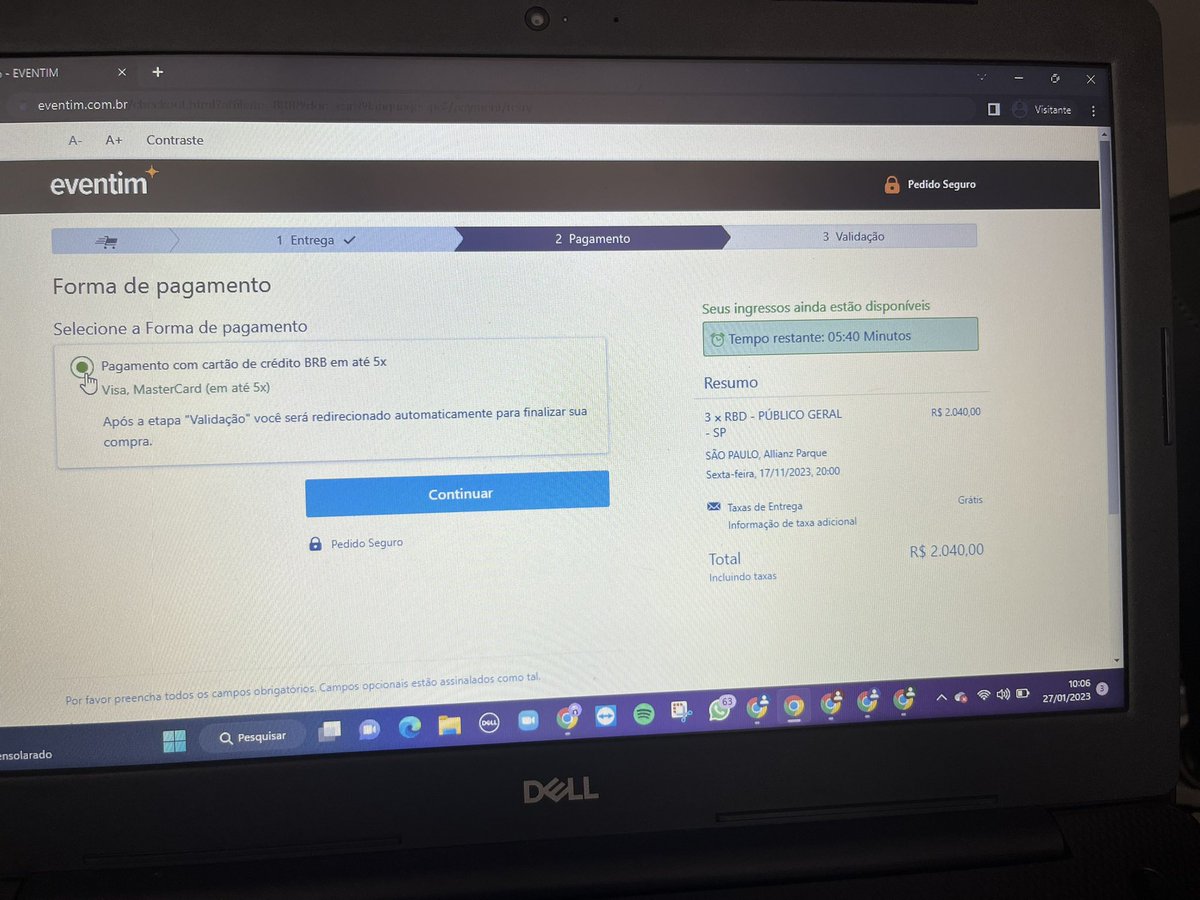 - EVENTIM
eventim.com.br
Visitante
A- A+ Contraste
eventim
Pedido Seguro
1 Entrega
2 Pagamento
3 Validação
Forma de pagamento
Selecione a Forma de pagamento
Pagamento com cartão de crédito BRB em até 5x
Visa, MasterCard (em até 5x)
Após a etapa "Validação" você será redirecionado automaticamente para finalizar sua
compra.
Continuar
Pedido Seguro
Seus ingressos ainda estão disponíveis
Tempo restante: 05:40 Minutos
Resumo
3 x RBD - PÚBLICO GERAL R$ 2.040,00
- SP
SÃO PAULO, Allianz Parque
Sexta-feira, 17/11/2023, 20:00
Taxas de Entrega Grátis
Informação de taxa adicional
Total R$ 2.040,00
Incluindo taxas
Por favor preencha todos os campos obrigatórios. Campos opcionais estão assinalados como tal.
ensolarado
Pesquisar
DELL
63
10:06
27/01/2023
3
DELL